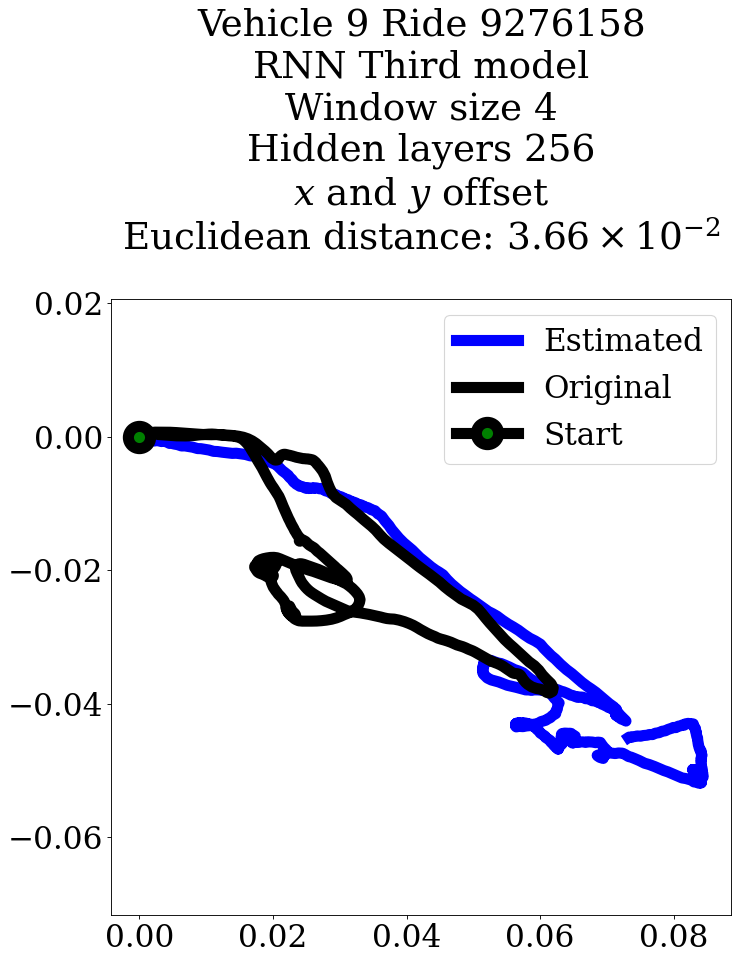 Vehicle 9 Ride 9276158
RNN Third model
Window size 4
Hidden layers 256
x and y offset
Euclidean distance: 3.66 × 10⁻²
Estimated
Original
Start
0.02
0.00
−0.02
−0.04
−0.06
0.00 0.02 0.04 0.06 0.08